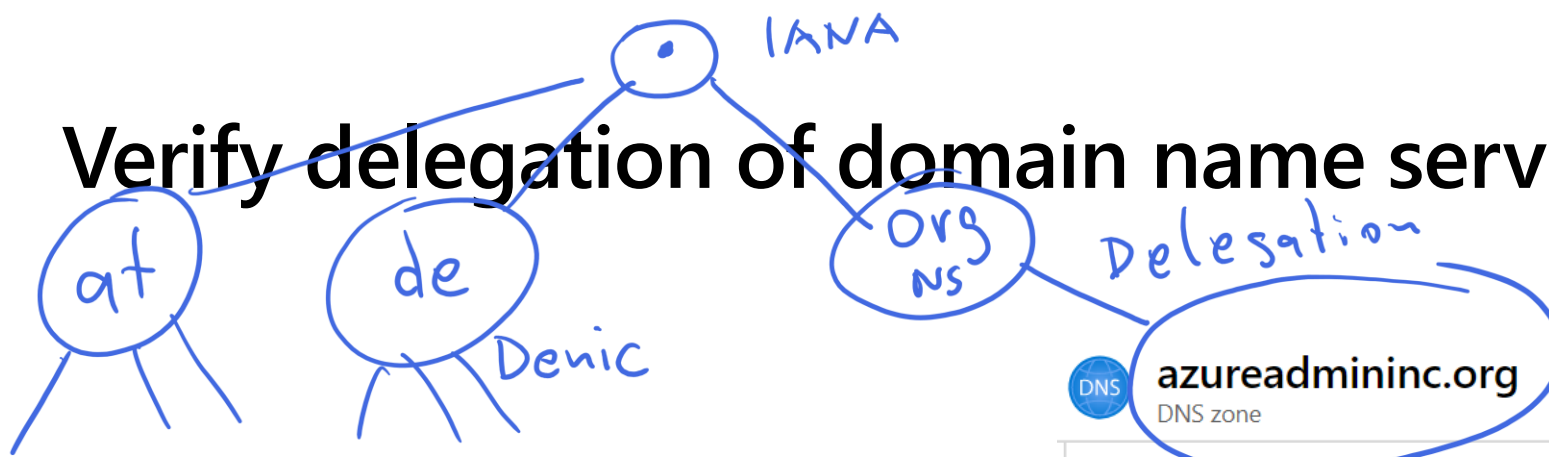 IANA
Verify delegation of domain name serv
at
de
org
NS
Delegation
Denic
DNS
azureadmininc.org
DNS zone